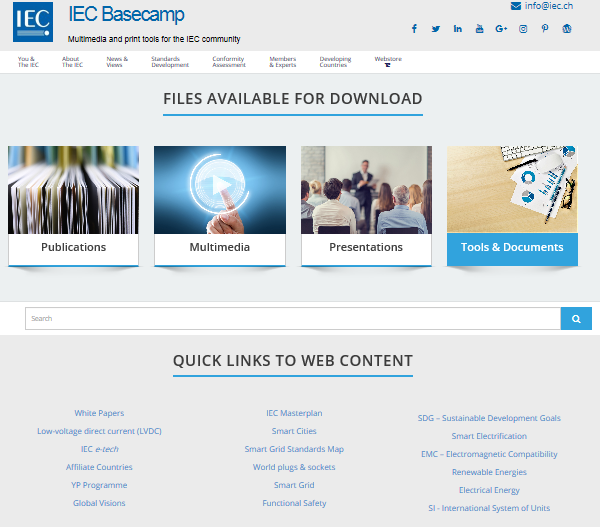 IEC
IEC Basecamp
Multimedia and print tools for the IEC community
info@iec.ch
You &
The IEC
About
The IEC
News &
Views
Standards
Development
Conformity
Assessment
Members
& Experts
Developing
Countries
Webstore
FILES AVAILABLE FOR DOWNLOAD
Publications
Multimedia
Presentations
Tools & Documents
Search
QUICK LINKS TO WEB CONTENT
White Papers
Low-voltage direct current (LVDC)
IEC e-tech
Affiliate Countries
YP Programme
Global Visions
IEC Masterplan
Smart Cities
Smart Grid Standards Map
World plugs & sockets
Smart Grid
Functional Safety
SDG – Sustainable Development Goals
Smart Electrification
EMC – Electromagnetic Compatibility
Renewable Energies
Electrical Energy
SI - International System of Units